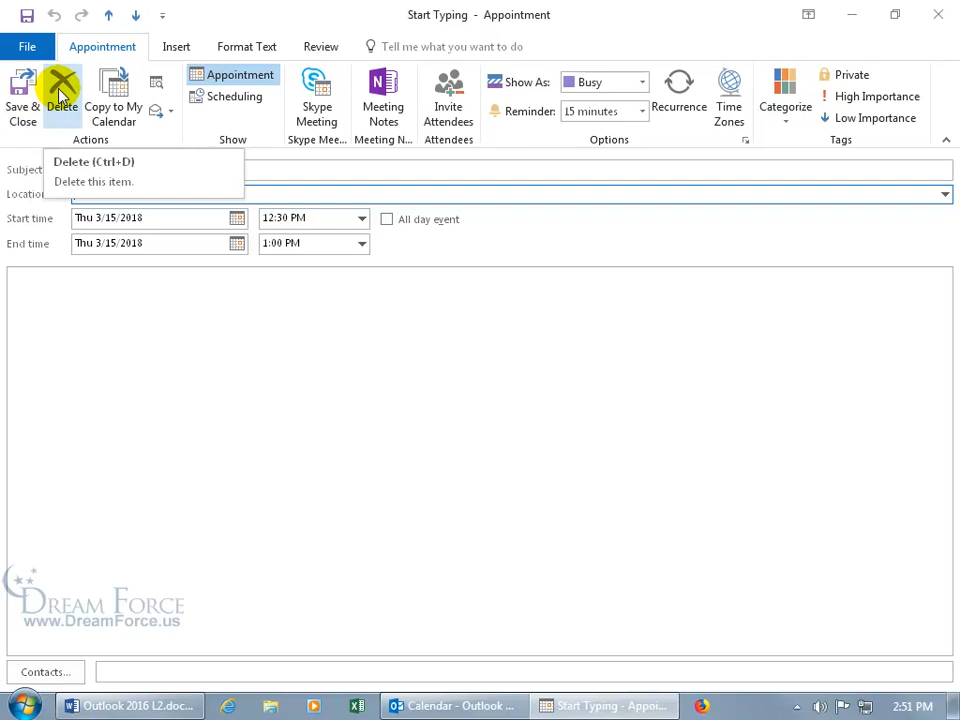 Start Typing - Appointment
File Appointment Insert Format Text Review Tell me what you want to do
Save & Close
Delete
Copy to My Calendar
Actions
Appointment
Scheduling
Show
Skype Meeting
Skype Mee...
Meeting Notes
Meeting N...
Invite Attendees
Attendees
Show As: Busy
Reminder: 15 minutes
Recurrence
Time Zones
Options
Categorize
Private
High Importance
Low Importance
Tags
Delete (Ctrl+D)
Delete this item.
Subject
Location
Start time Thu 3/15/2018 12:30 PM All day event
End time Thu 3/15/2018 1:00 PM
DREAM FORCE
www.DreamForce.us
Contacts...
Outlook 2016 L2.doc... Calendar - Outlook ... Start Typing - Appoi... 2:51 PM